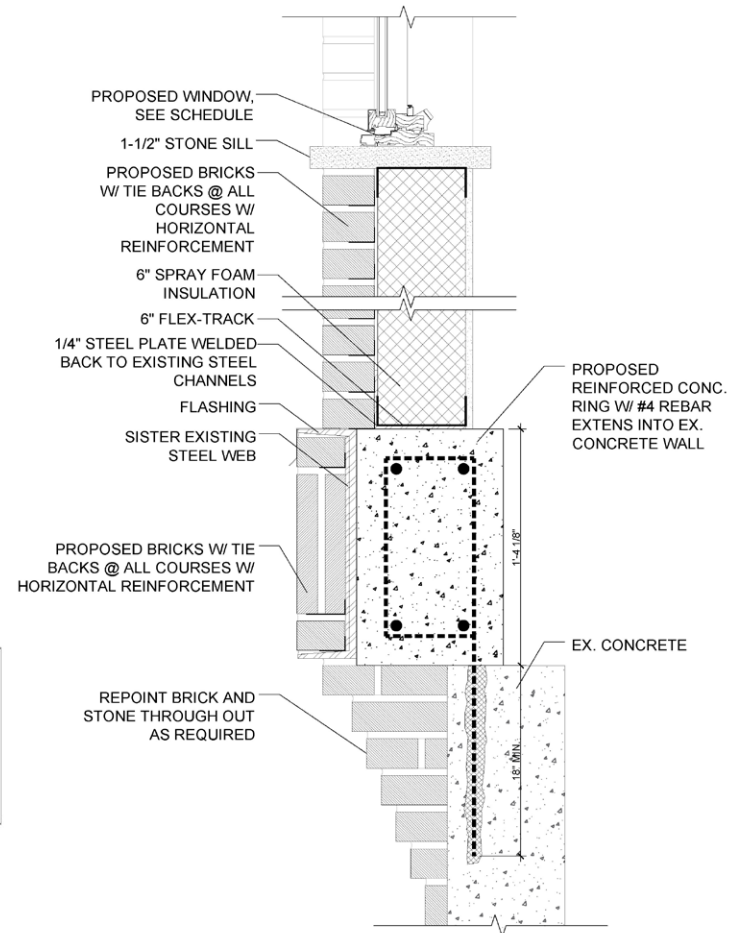 PROPOSED WINDOW,
SEE SCHEDULE
1-1/2" STONE SILL
PROPOSED BRICKS
W/ TIE BACKS @ ALL
COURSES W/
HORIZONTAL
REINFORCEMENT
6" SPRAY FOAM
INSULATION
6" FLEX-TRACK
1/4" STEEL PLATE WELDED
BACK TO EXISTING STEEL
CHANNELS
FLASHING
SISTER EXISTING
STEEL WEB
PROPOSED BRICKS W/ TIE
BACKS @ ALL COURSES W/
HORIZONTAL REINFORCEMENT
REPOINT BRICK AND
STONE THROUGH OUT
AS REQUIRED
PROPOSED
REINFORCED CONC.
RING W/ #4 REBAR
EXTENS INTO EX.
CONCRETE WALL
1'-4 1/8"
EX. CONCRETE
18" MIN.